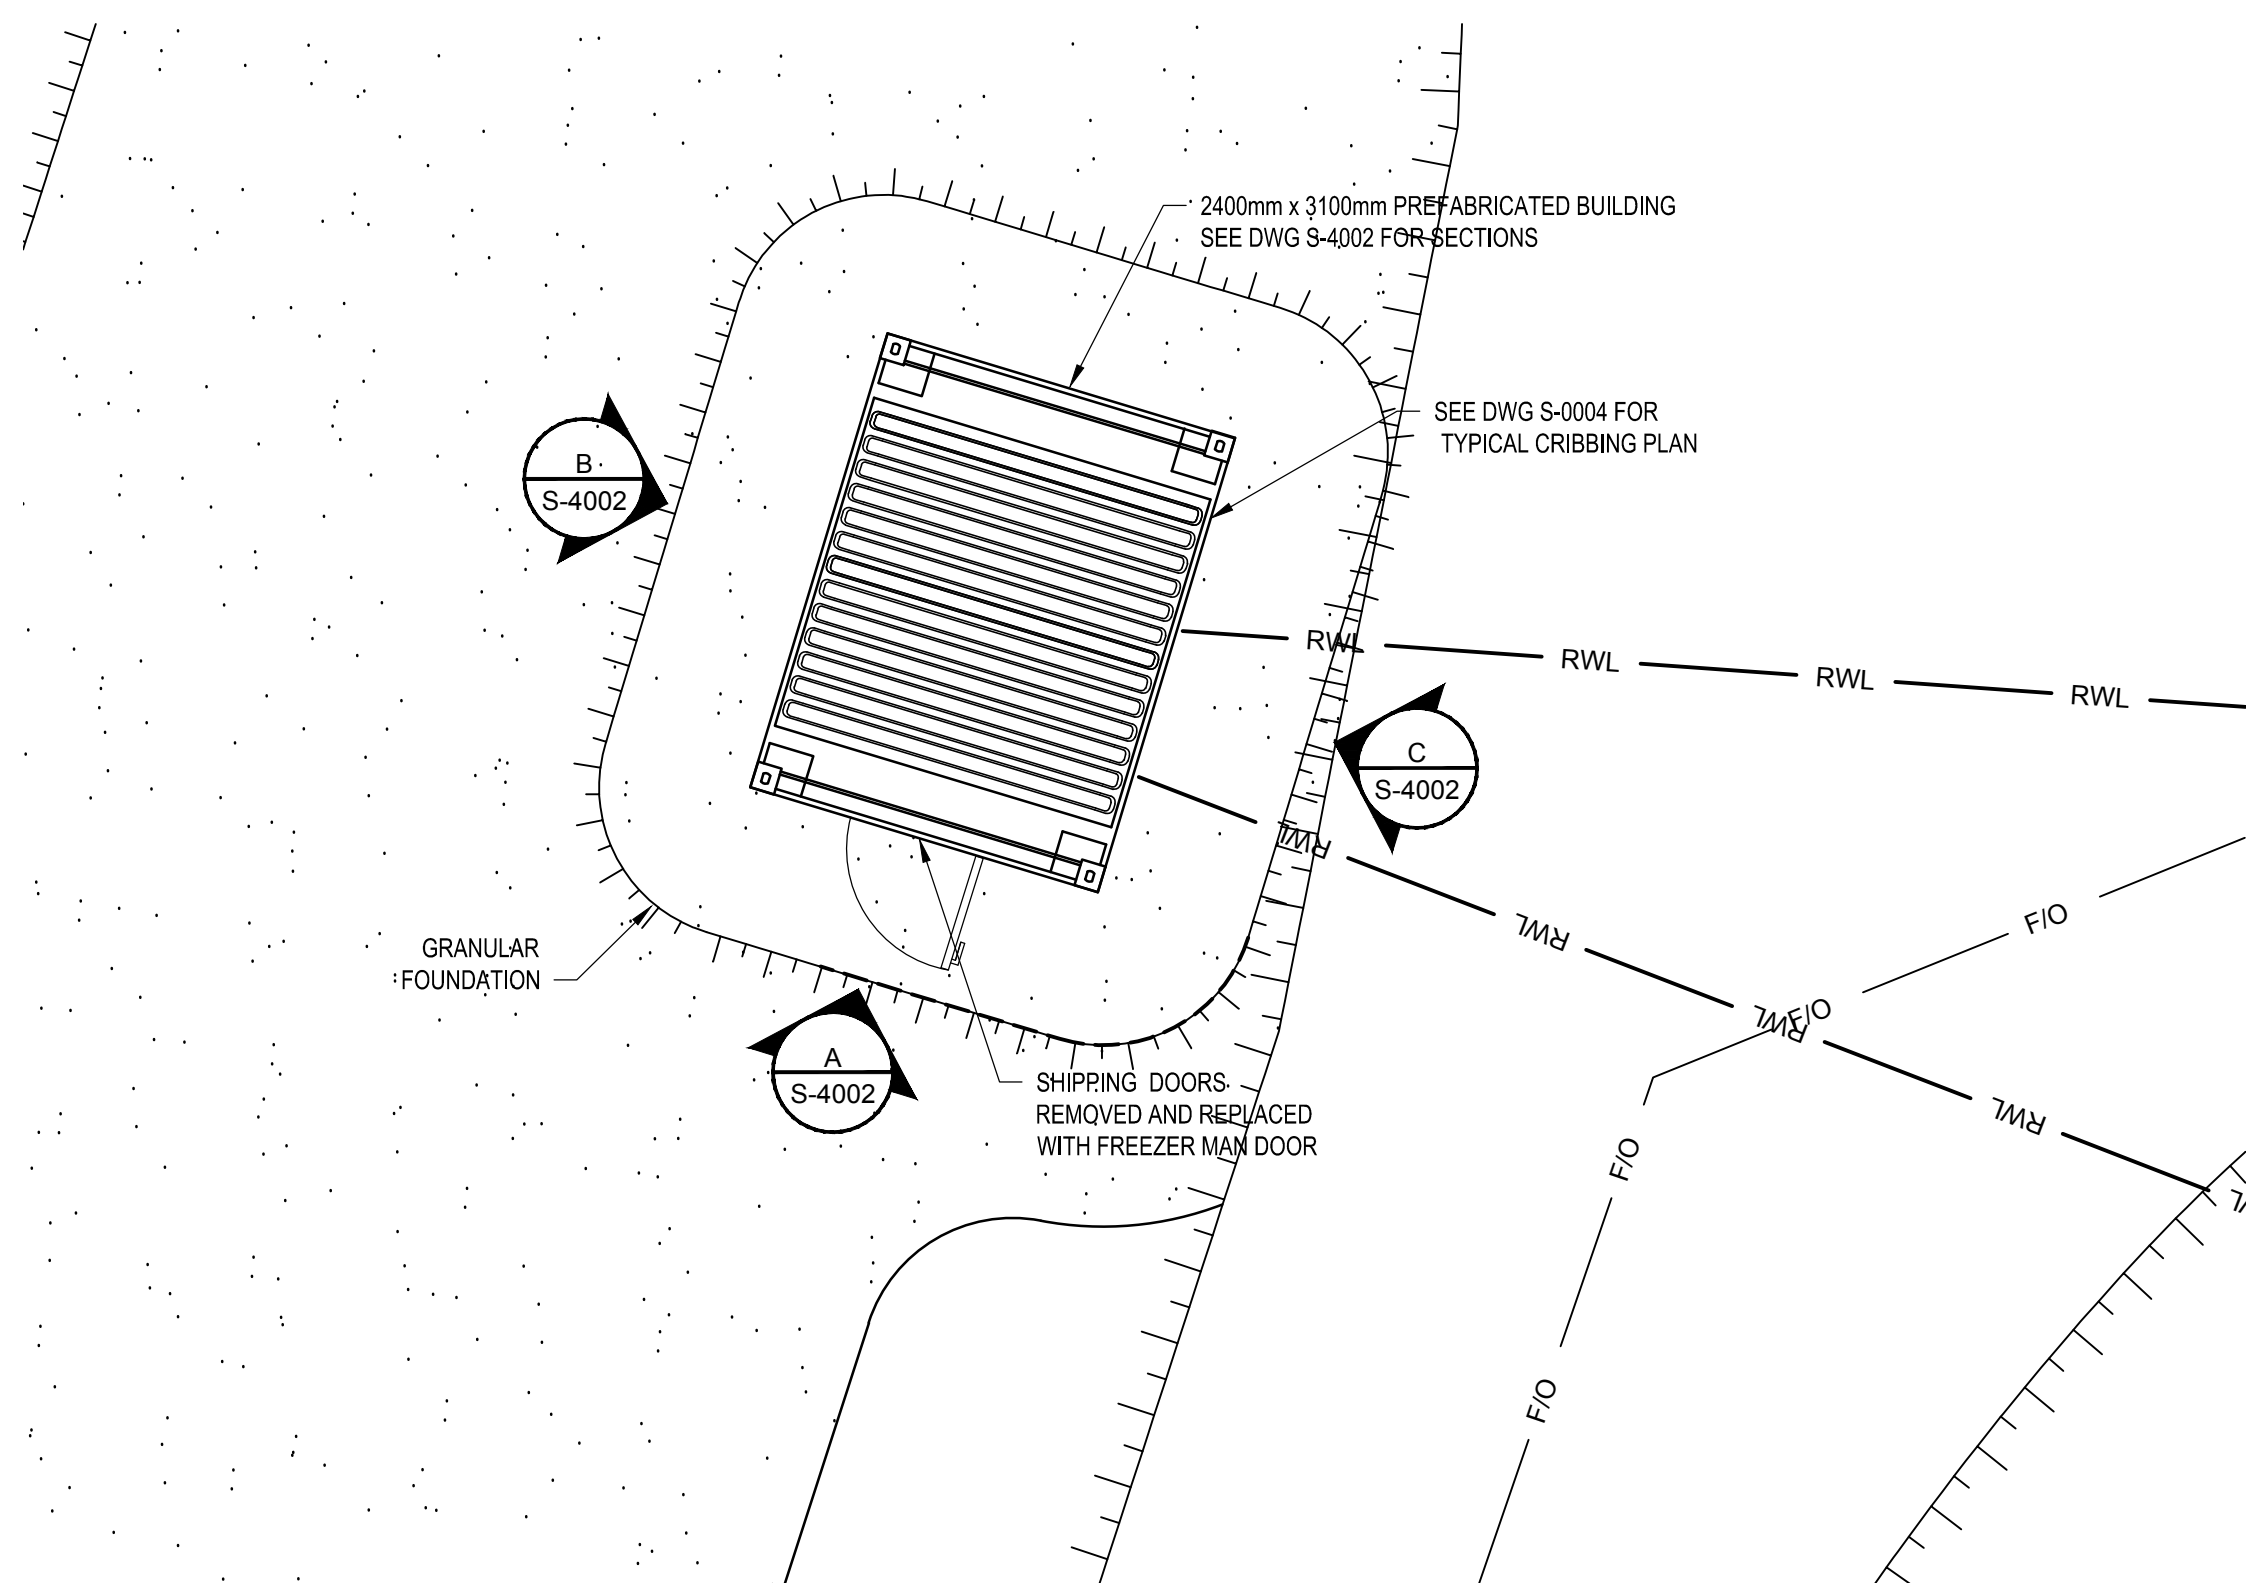 2400mm x 3100mm PREFABRICATED BUILDING
SEE DWG S-4002 FOR SECTIONS
SEE DWG S-0004 FOR
TYPICAL CRIBBING PLAN
B
S-4002
RWL
RWL
RWL
RWL
C
S-4002
RWL
RWL
RWL
RWL
F/O
F/O
F/O
F/O
GRANULAR
FOUNDATION
A
S-4002
SHIPPING DOORS
REMOVED AND REPLACED
WITH FREEZER MAN DOOR